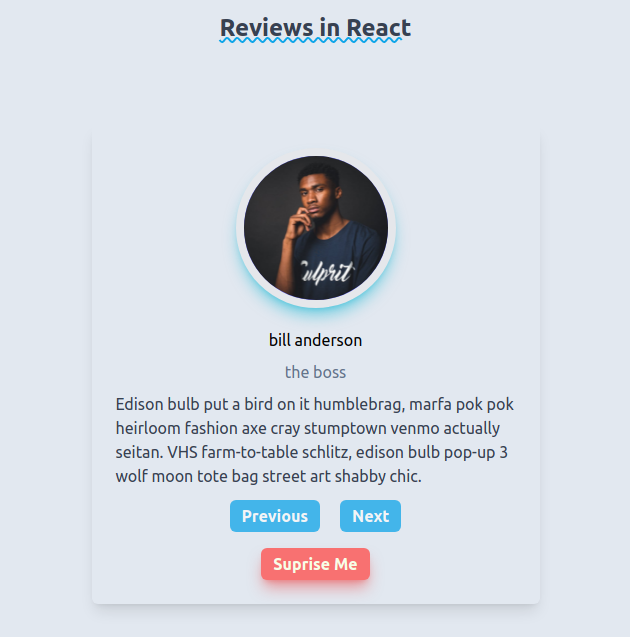 Reviews in React
Culprit
bill anderson
the boss
Edison bulb put a bird on it humblebrag, marfa pok pok
heirloom fashion axe cray stumptown venmo actually
seitan. VHS farm-to-table schlitz, edison bulb pop-up 3
wolf moon tote bag street art shabby chic.
Previous Next
Suprise Me